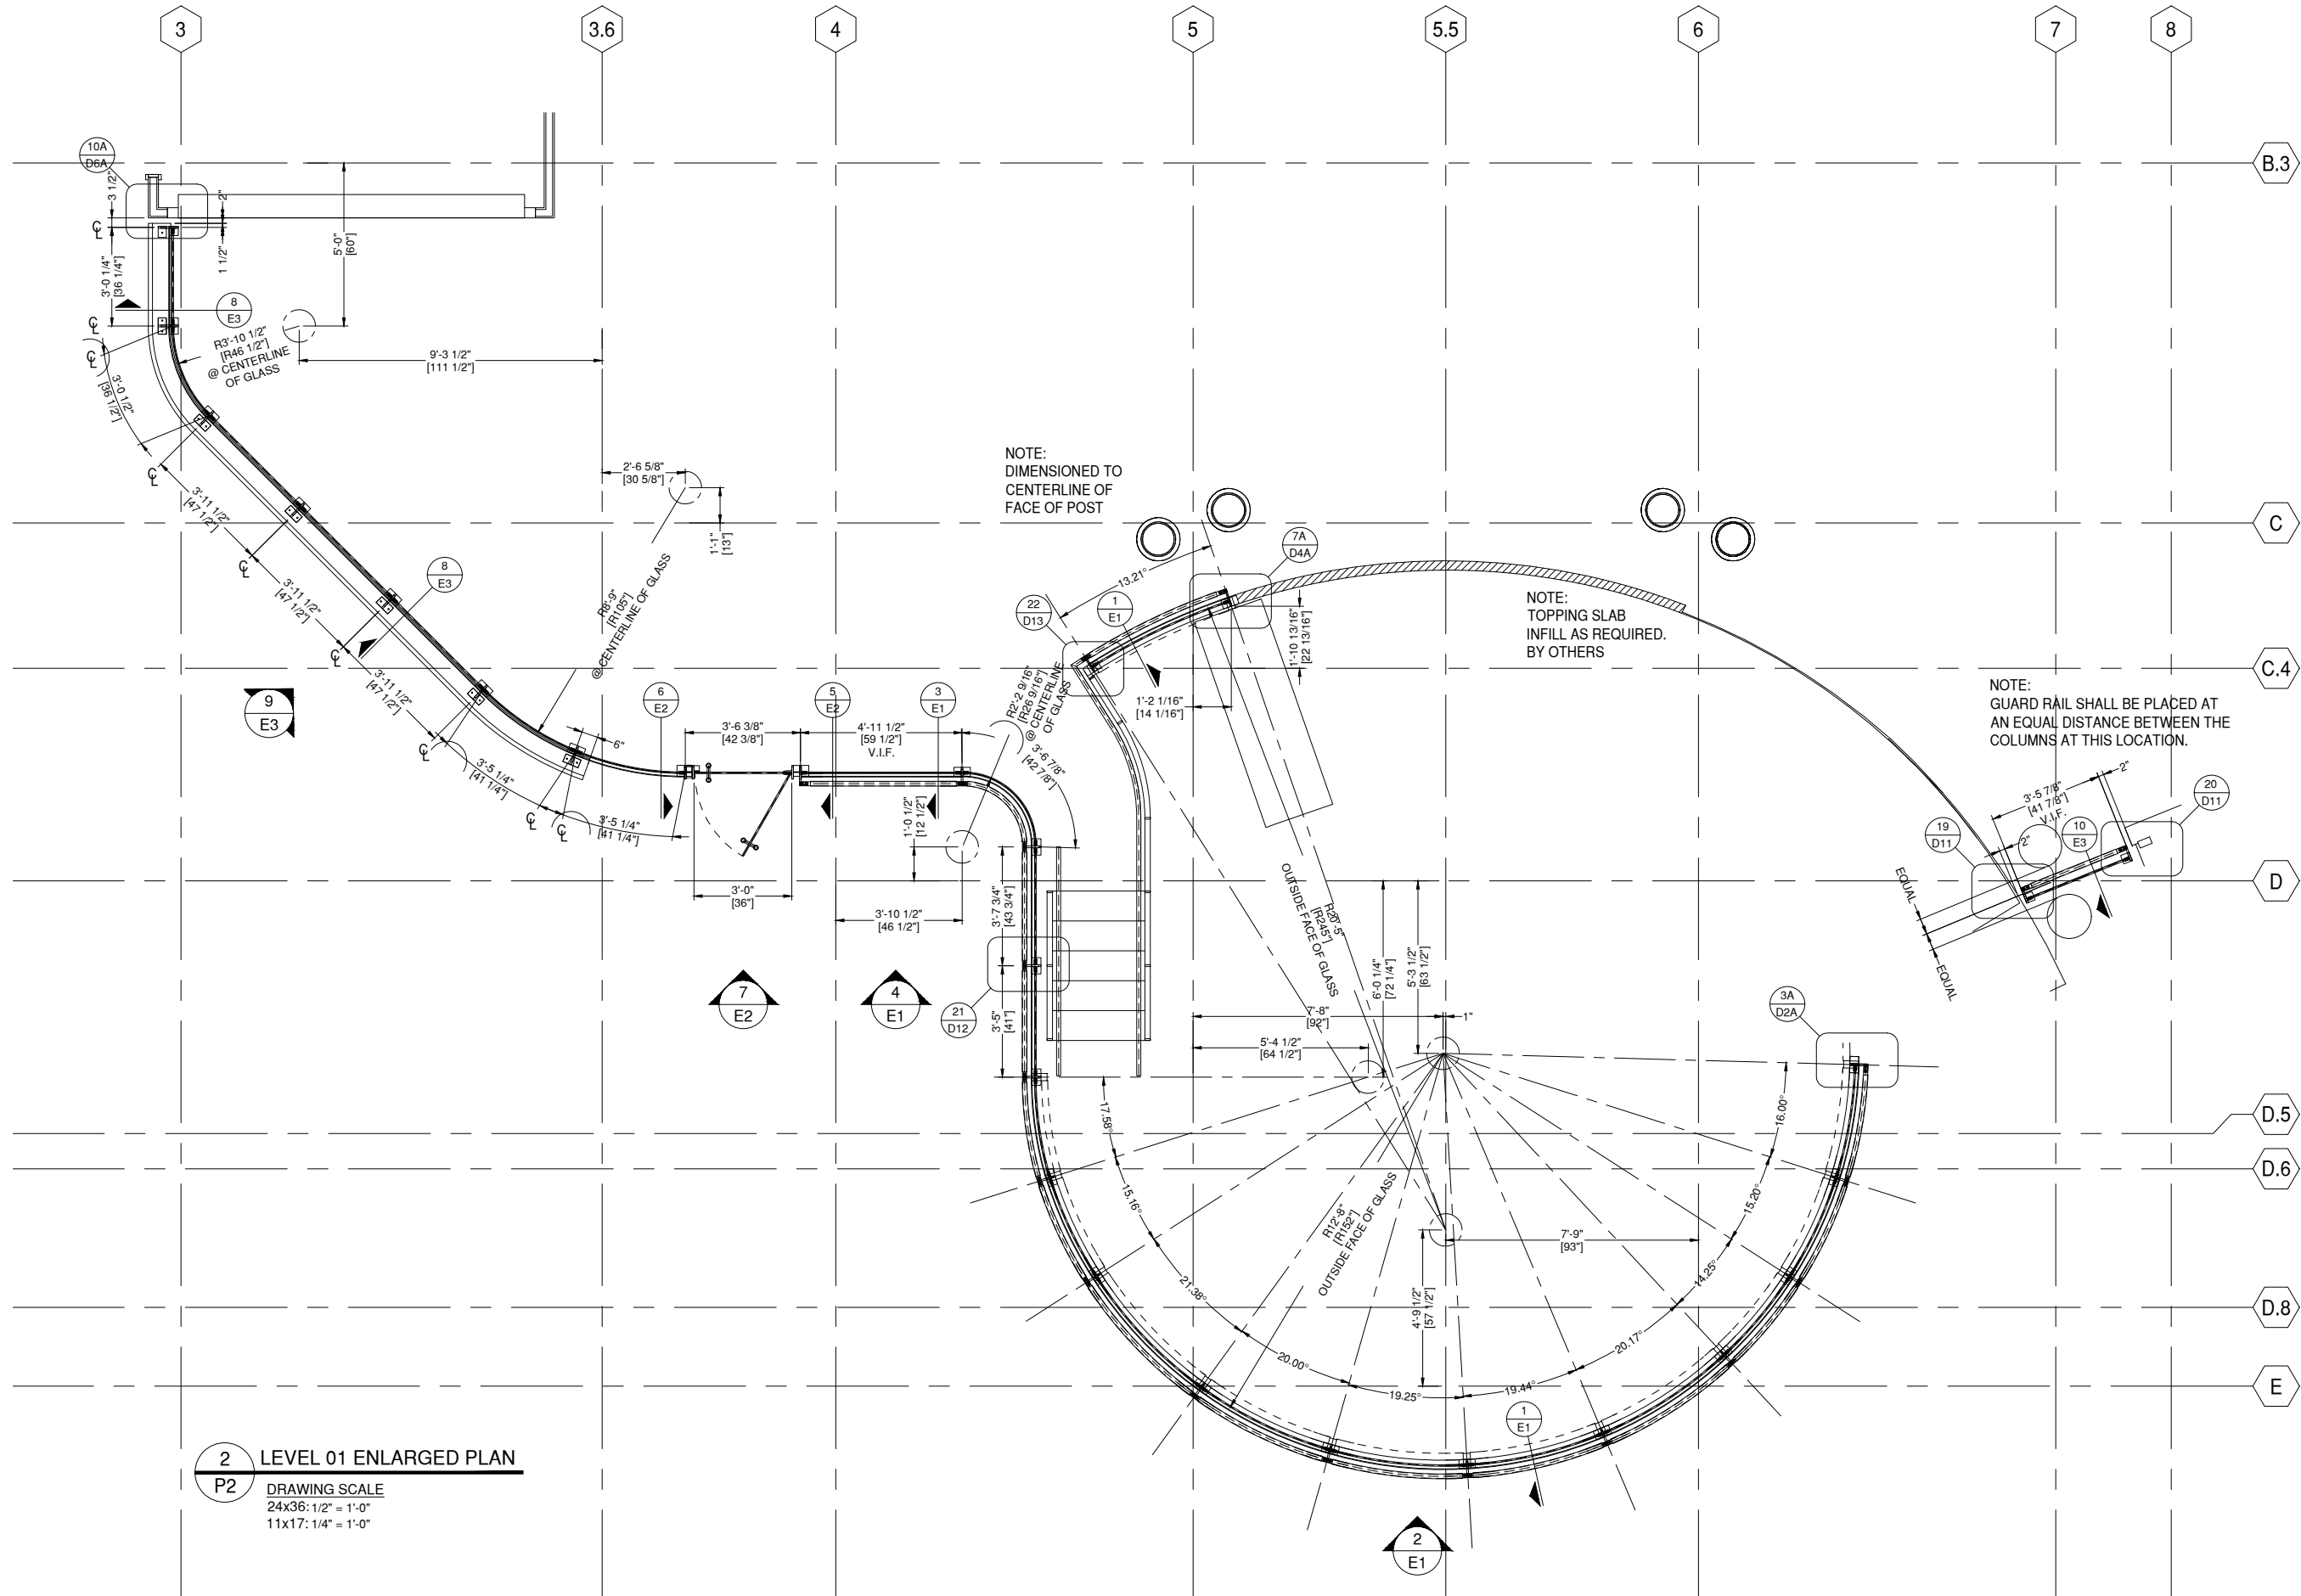 3
3.6
4
5
5.5
6
7
8
B.3
C
C.4
D
D.5
D.6
D.8
E
10A
D6A
3 1/2"
2"
1 1/2"
5'-0"
[60"]
3'-0 1/4"
[36 1/4"]
8
E3
R3'-10 1/2"
[R46 1/2"]
@ CENTERLINE
OF GLASS
9'-3 1/2"
[111 1/2"]
3'-0 1/2"
[36 1/2"]
3'-11 1/2"
[47 1/2"]
3'-11 1/2"
[47 1/2"]
3'-11 1/2"
[47 1/2"]
8
E3
9
E3
3'-5 1/4"
[41 1/4"]
3'-5 1/4"
[41 1/4"]
6"
2'-6 5/8"
[30 5/8"]
1'-1"
[13"]
R8'-9"
[R105"]
@ CENTERLINE OF GLASS
6
E2
5
E2
3
E1
3'-6 3/8"
[42 3/8"]
4'-11 1/2"
[59 1/2"]
V.I.F.
3'-0"
[36"]
1'-0 1/2"
[12 1/2"]
3'-10 1/2"
[46 1/2"]
R2'-2 9/16"
[R26 9/16"]
@ CENTERLINE
OF GLASS
3'-6 7/8"
[42 7/8"]
3'-7 3/4"
[43 3/4"]
3'-5"
[41"]
7
E2
4
E1
21
D12
NOTE:
DIMENSIONED TO
CENTERLINE OF
FACE OF POST
13.21°
7A
D4A
22
D13
1
E1
1'-10 13/16"
[22 13/16"]
1'-2 1/16"
[14 1/16"]
NOTE:
TOPPING SLAB
INFILL AS REQUIRED.
BY OTHERS
NOTE:
GUARD RAIL SHALL BE PLACED AT
AN EQUAL DISTANCE BETWEEN THE
COLUMNS AT THIS LOCATION.
3'-5 7/8"
[41 7/8"]
V.I.F.
2"
2"
19
D11
10
E3
20
D11
EQUAL
EQUAL
R20'-5"
[R245"]
OUTSIDE FACE OF GLASS
6'-0 1/4"
[72 1/4"]
5'-3 1/2"
[63 1/2"]
7'-8"
[92"]
1"
5'-4 1/2"
[64 1/2"]
3A
D2A
17.58°
15.16°
21.38°
20.00°
19.25°
19.44°
20.17°
14.25°
15.20°
16.00°
R12'-8"
[R152"]
OUTSIDE FACE OF GLASS
7'-9"
[93"]
4'-9 1/2"
[57 1/2"]
1
E1
2
E1
2
P2
LEVEL 01 ENLARGED PLAN
DRAWING SCALE
24x36: 1/2" = 1'-0"
11x17: 1/4" = 1'-0"